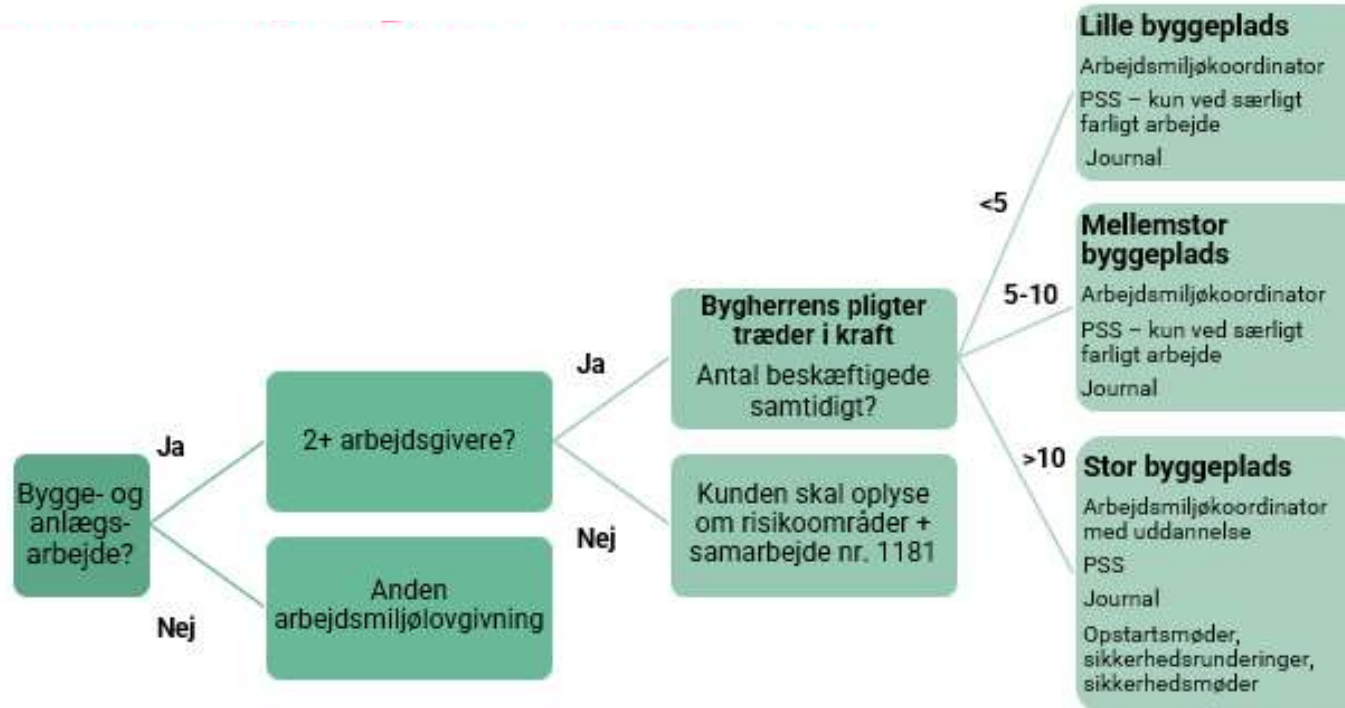 Bygge- og
anlægs-
arbejde?
Ja
Nej
2+ arbejdsgivere?
Anden
arbejdsmiljølovgivning
Ja
Nej
Bygherrens pligter
træder i kraft
Antal beskæftigede
samtidigt?
Kunden skal oplyse
om risikoområder +
samarbejde nr. 1181
<5
5-10
>10
Lille byggeplads
Arbejdsmiljøkoordinator
PSS – kun ved særligt
farligt arbejde
Journal
Mellemstor
byggeplads
Arbejdsmiljøkoordinator
PSS – kun ved særligt
farligt arbejde
Journal
Stor byggeplads
Arbejdsmiljøkoordinator
med uddannelse
PSS
Journal
Opstartsmøder,
sikkerhedsrunderinger,
sikkerhedsmøder